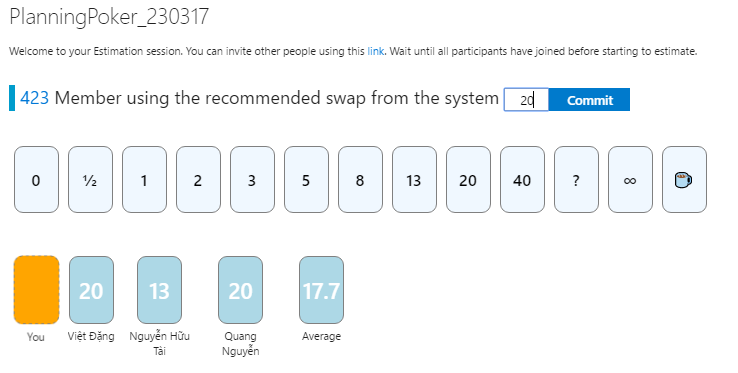 PlanningPoker_230317
Welcome to your Estimation session. You can invite other people using this link. Wait until all participants have joined before starting to estimate.
423 Member using the recommended swap from the system 20 Commit
0 ½ 1 2 3 5 8 13 20 40 ? ∞
20 13 20 17.7
You Việt Đặng Nguyễn Hữu Quang Average
Tài Nguyễn